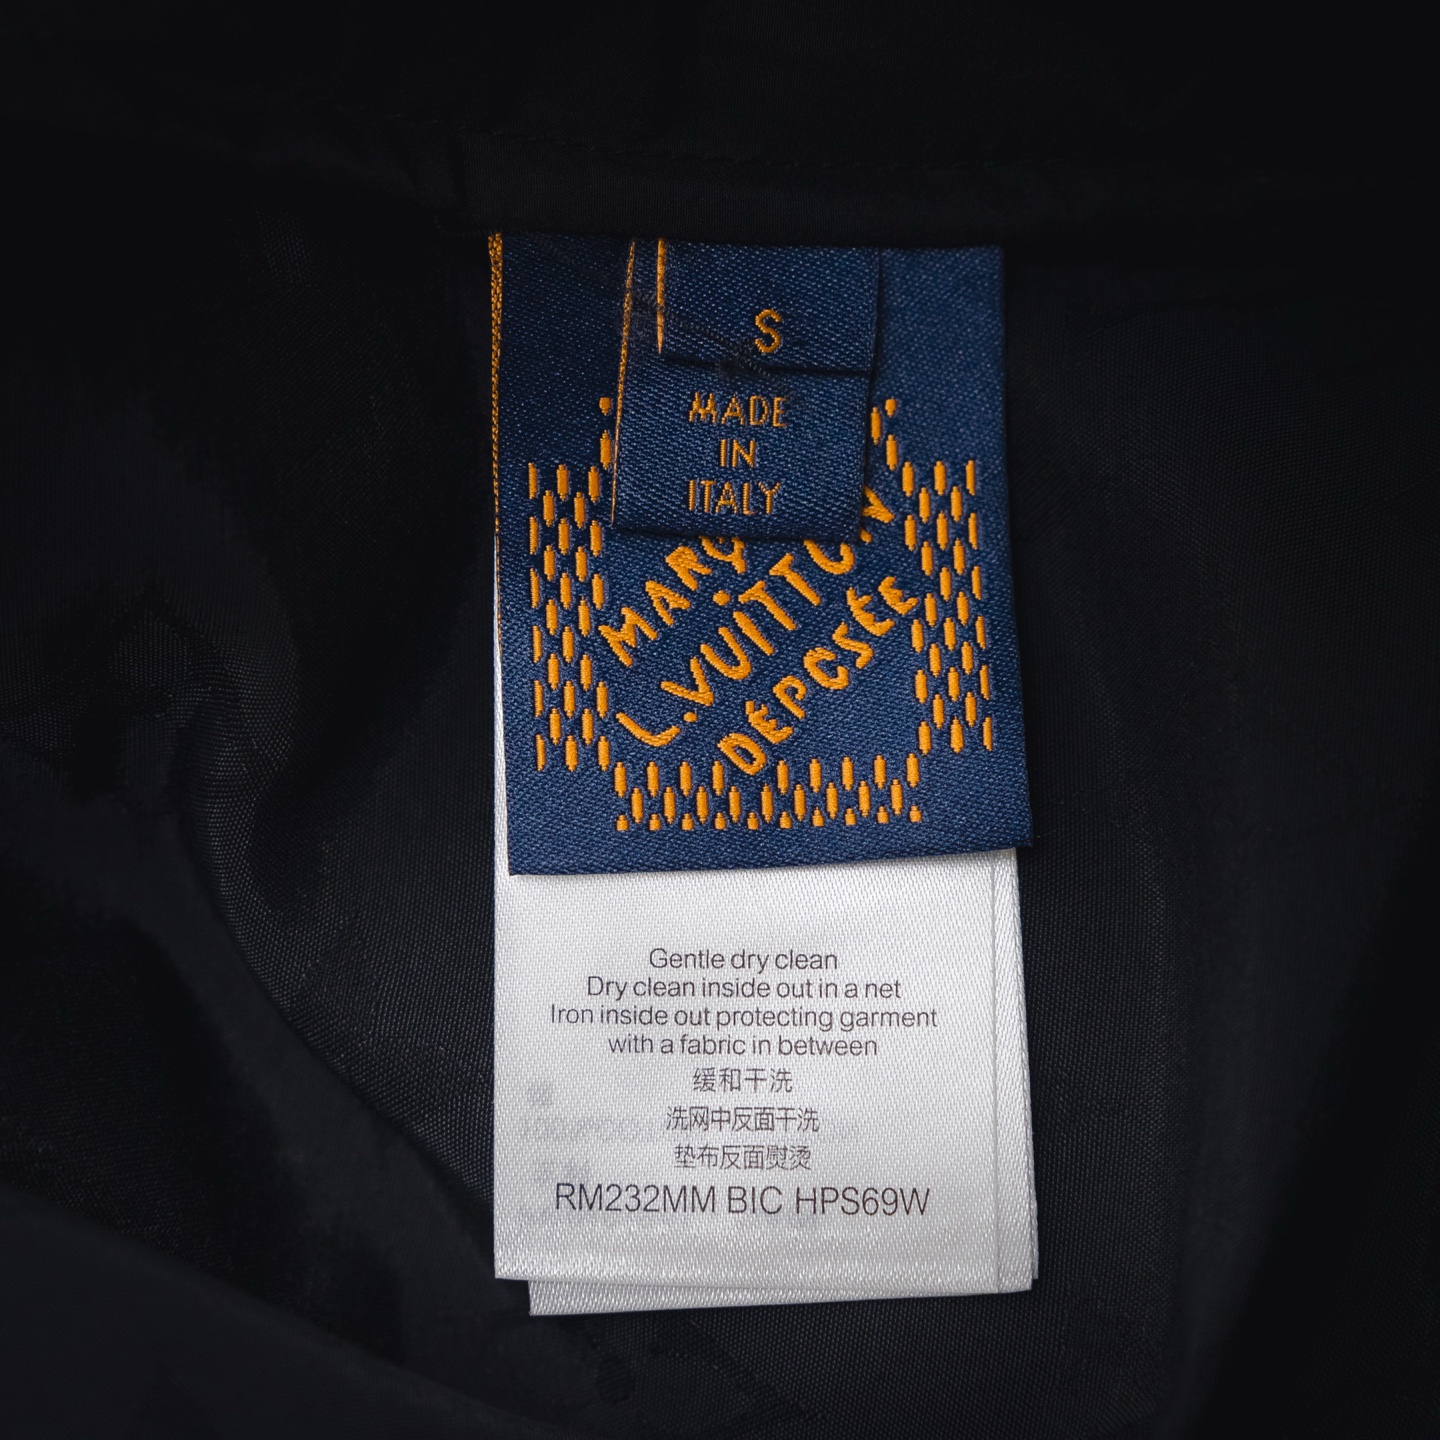 S
MADE
IN
ITALY
MARQ
L.VUITTON
DÉPOSÉE
Gentle dry clean
Dry clean inside out in a net
Iron inside out protecting garment
with a fabric in between
缓和干洗
洗网中反面干洗
垫布反面熨烫
RM232MM BIC HPS69W